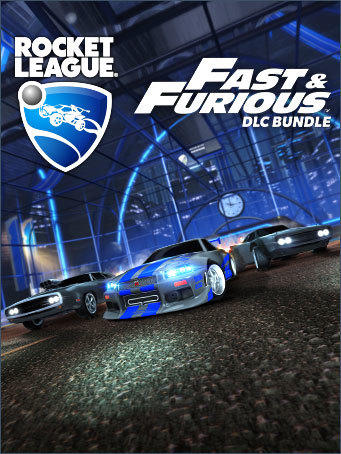 ROCKET
LEAGUE
FAST &
FURIOUS
DLC BUNDLE